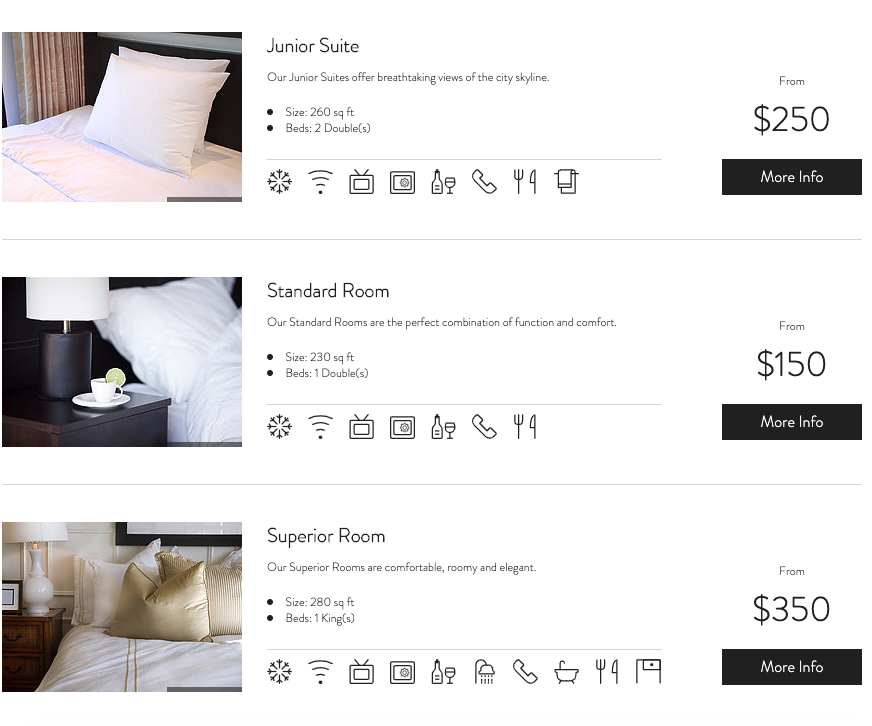 Junior Suite
Our Junior Suites offer breathtaking views of the city skyline.
Size: 260 sq ft
Beds: 2 Double(s)
From
$250
More Info
Standard Room
Our Standard Rooms are the perfect combination of function and comfort.
Size: 230 sq ft
Beds: 1 Double(s)
From
$150
More Info
Superior Room
Our Superior Rooms are comfortable, roomy and elegant.
Size: 280 sq ft
Beds: 1 King(s)
From
$350
More Info